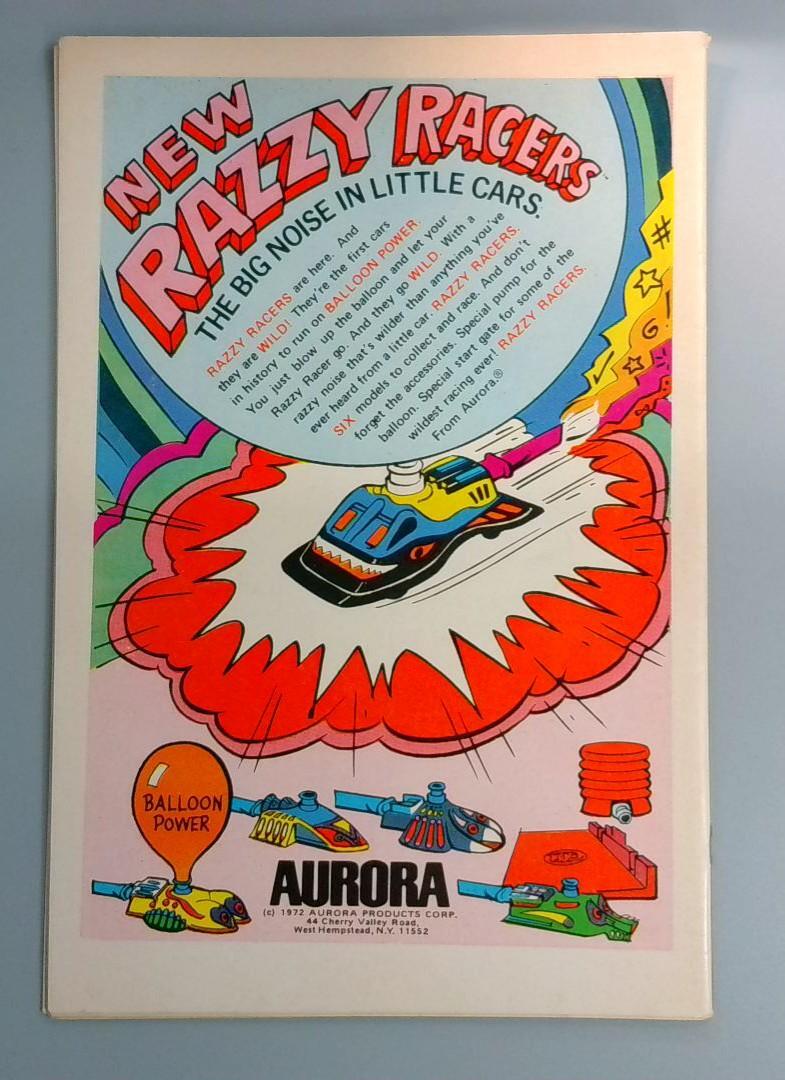 NEW
RAZZY RACERS™
THE BIG NOISE IN LITTLE CARS.
RAZZY RACERS are here. And
they are WILD! They're the first cars
in history to run on BALLOON POWER.
You just blow up the balloon and let your
Razzy Racer go. And they go WILD. With a
razzy noise that's wilder than anything you've
ever heard from a little car. RAZZY RACERS.
SIX models to collect and race. And don't
forget the accessories. Special pump for the
balloon. Special start gate for some of the
wildest racing ever! RAZZY RACERS.
From Aurora.®
#
!
G!
BALLOON
POWER
AURORA
(c) 1972 AURORA PRODUCTS CORP.
44 Cherry Valley Road,
West Hempstead, N.Y. 11552